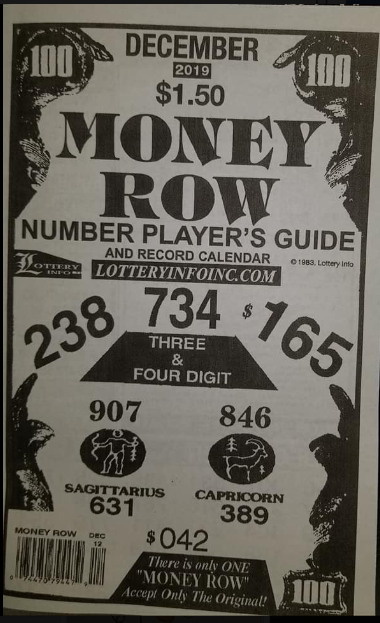 100
100
DECEMBER
2019
$1.50
MONEY
ROW
NUMBER PLAYER'S GUIDE
AND RECORD CALENDAR
LOTTERY
INFO
LOTTERYINFOINC.COM
© 1983, Lottery Info
238
734
$165
THREE
&
FOUR DIGIT
907
846
SAGITTARIUS
CAPRICORN
631
389
MONEY ROW
DEC
12
$042
There is only ONE
"MONEY ROW"
Accept Only The Original!
100